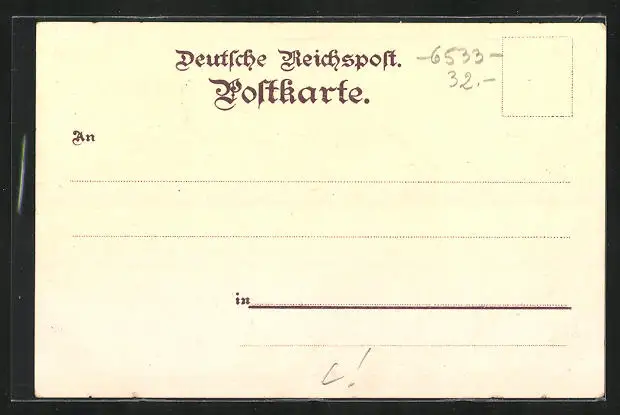 Deutsche Reichspost.
-6533-
32.-
Postkarte.
An
in
c!